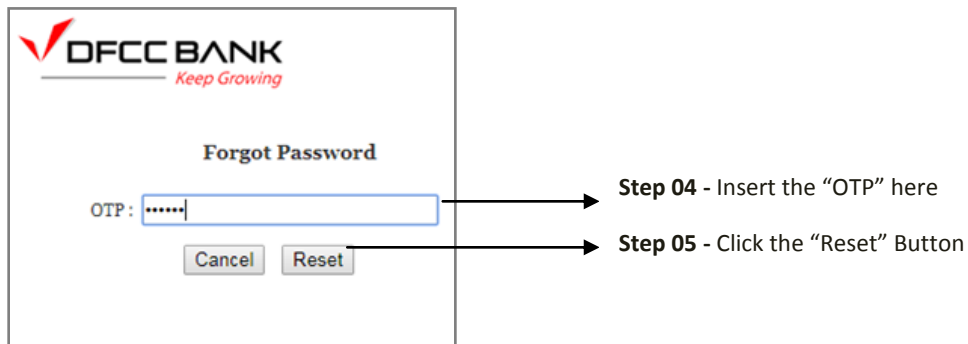 DFCC BANK
Keep Growing
Forgot Password
OTP : ••••••
Step 04 - Insert the “OTP” here
Cancel Reset
Step 05 - Click the “Reset” Button